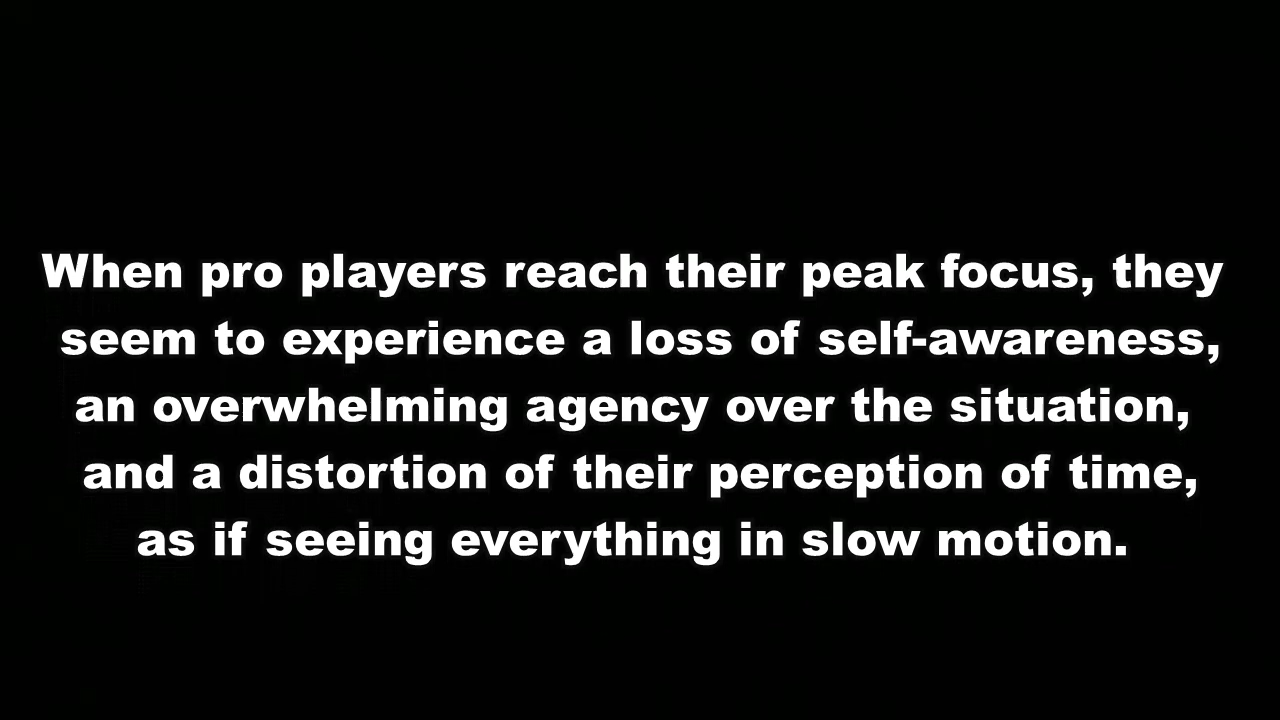 When pro players reach their peak focus, they
seem to experience a loss of self-awareness,
an overwhelming agency over the situation,
and a distortion of their perception of time,
as if seeing everything in slow motion.